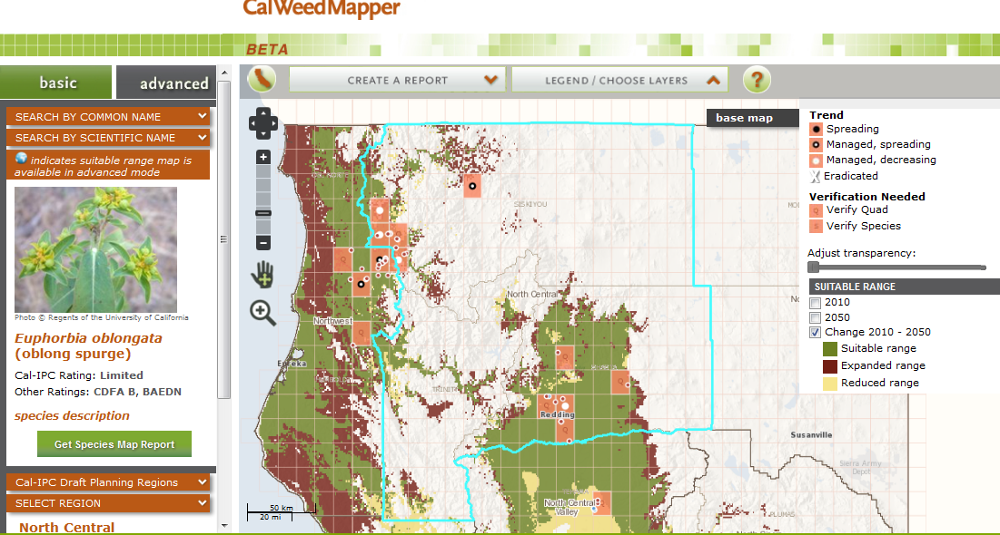 CalWeedMapper
BETA
basic
advanced
CREATE A REPORT
LEGEND / CHOOSE LAYERS
?
SEARCH BY COMMON NAME
SEARCH BY SCIENTIFIC NAME
indicates suitable range map is
available in advanced mode
Photo © Regents of the University of California
Euphorbia oblongata
(oblong spurge)
Cal-IPC Rating: Limited
Other Ratings: CDFA B, BAEDN
species description
Get Species Map Report
Cal-IPC Draft Planning Regions
SELECT REGION
North Central
base map
SISKIYOU
North Central
Northwest
Eureka
TRINITY
Redding
Susanville
Sierra Army
Depot
North Central
Valley
PLUMAS
50 km
20 mi
Trend
Spreading
Managed, spreading
Managed, decreasing
Eradicated
Verification Needed
Verify Quad
Verify Species
Adjust transparency:
SUITABLE RANGE
2010
2050
Change 2010 - 2050
Suitable range
Expanded range
Reduced range